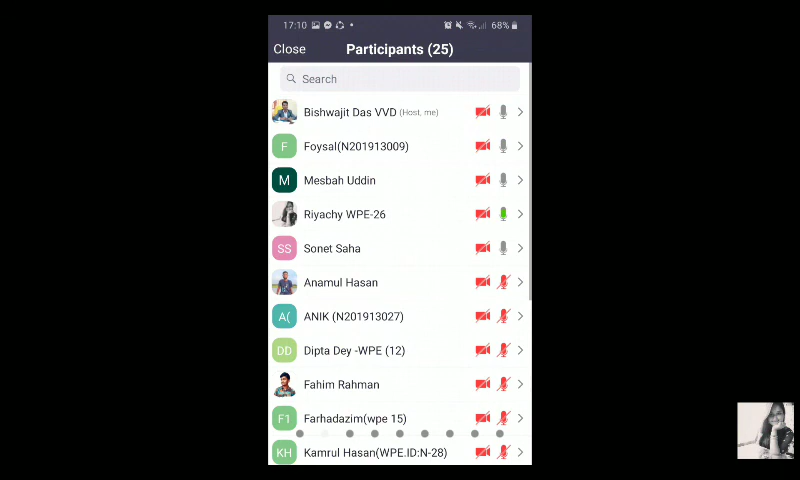 17:10
68%
Close
Participants (25)
Search
Bishwajit Das VVD (Host, me)
F
Foysal(N201913009)
M
Mesbah Uddin
Riyachy WPE-26
SS
Sonet Saha
Anamul Hasan
A(
ANIK (N201913027)
DD
Dipta Dey -WPE (12)
Fahim Rahman
F1
Farhadazim(wpe 15)
KH
Kamrul Hasan(WPE.ID:N-28)